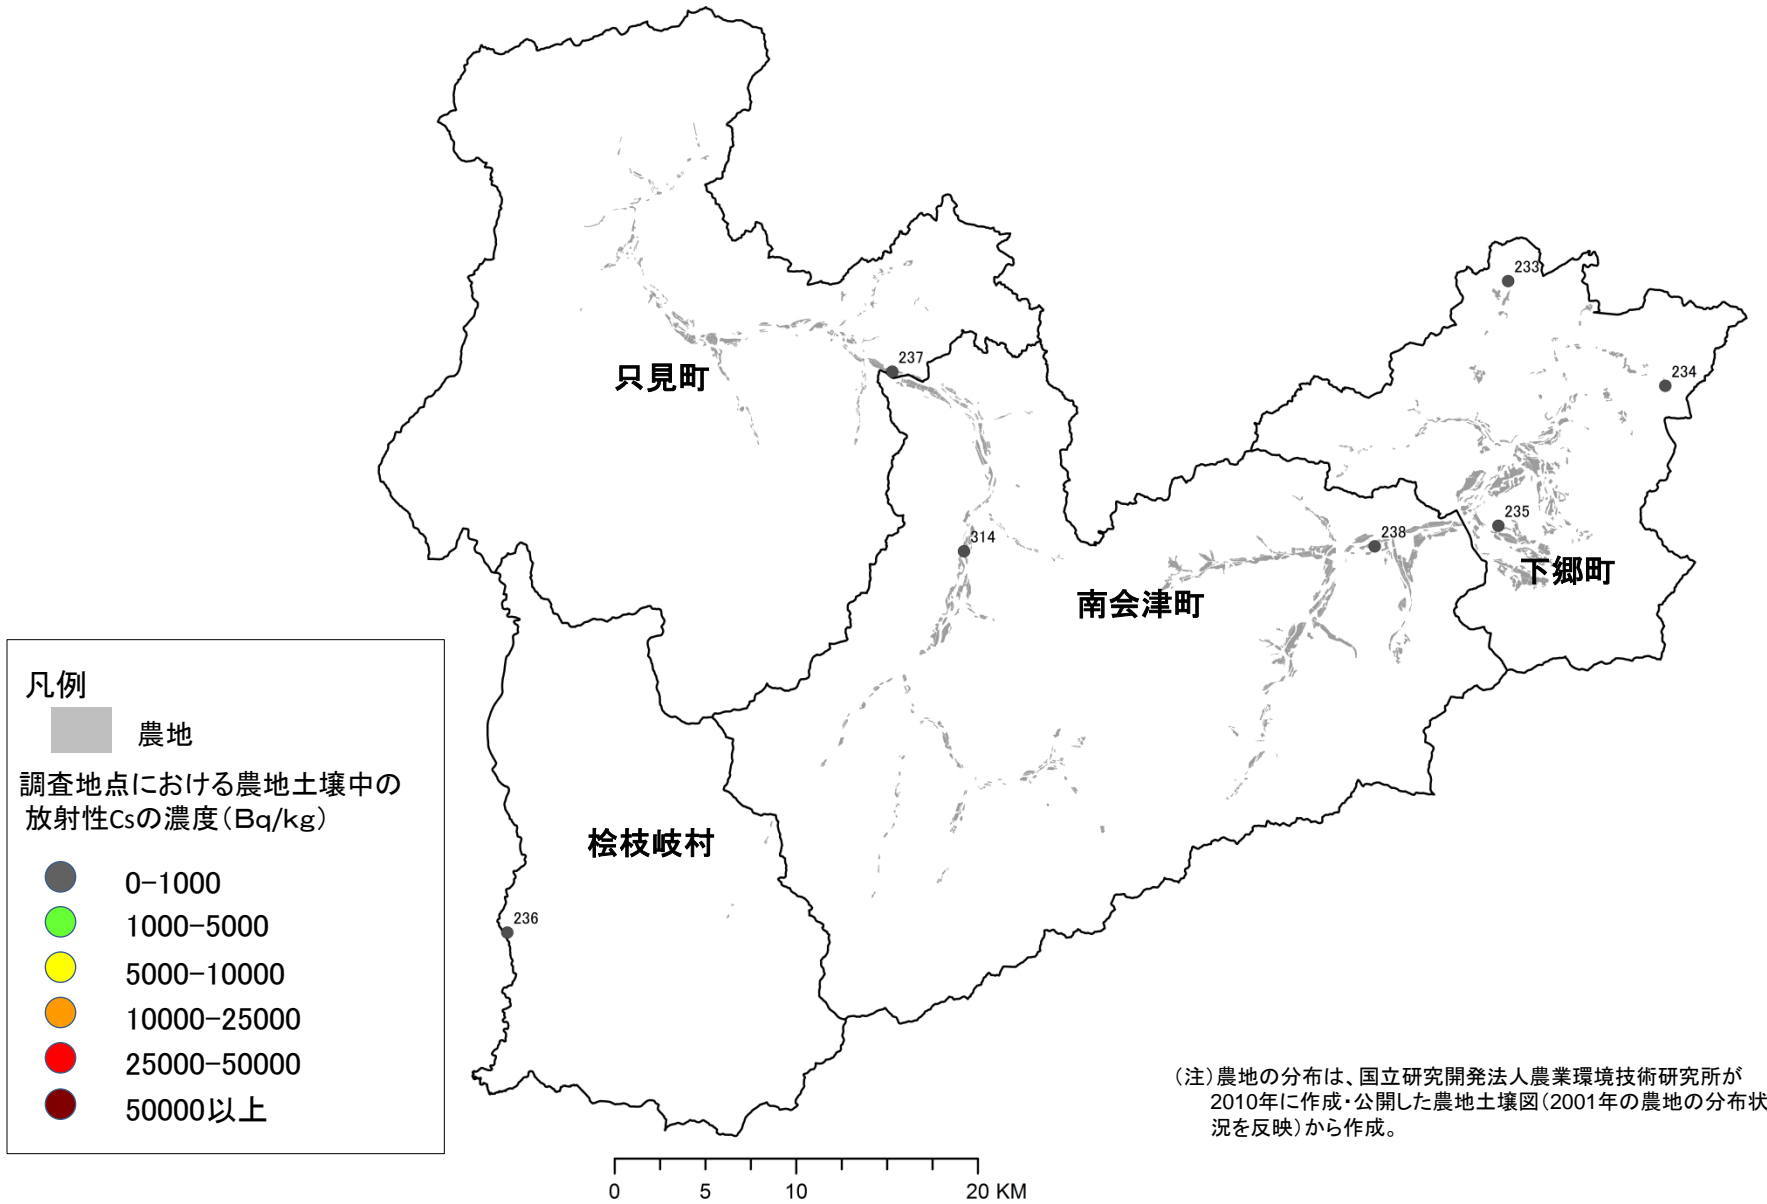 233
234
237
只見町
235
238
314
下郷町
南会津町
凡例
農地
調査地点における農地土壌中の
放射性Csの濃度(Bq/kg)
桧枝岐村
0-1000
1000-5000
236
5000-10000
10000-25000
25000-50000
50000以上
(注)農地の分布は、国立研究開発法人農業環境技術研究所が
2010年に作成・公開した農地土壌図(2001年の農地の分布状
況を反映)から作成。
0 5 10 20 KM